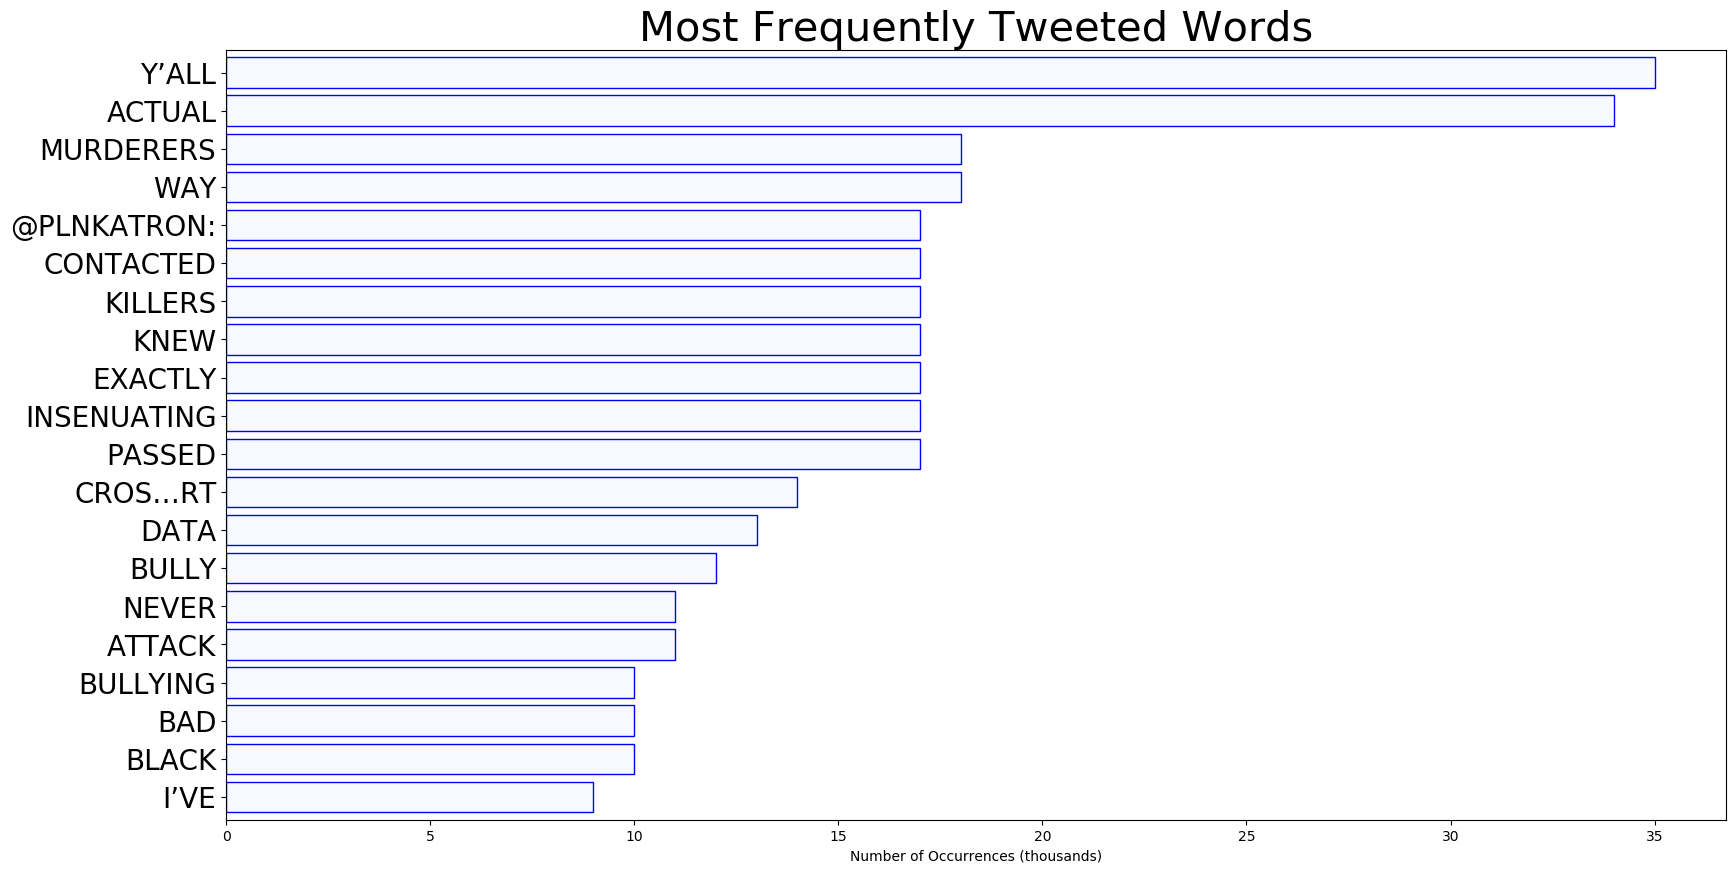 Most Frequently Tweeted Words
Y’ALL
ACTUAL
MURDERERS
WAY
@PLNKATRON:
CONTACTED
KILLERS
KNEW
EXACTLY
INSENUATING
PASSED
CROS…RT
DATA
BULLY
NEVER
ATTACK
BULLYING
BAD
BLACK
I’VE
0 5 10 15 20 25 30 35
Number of Occurrences (thousands)